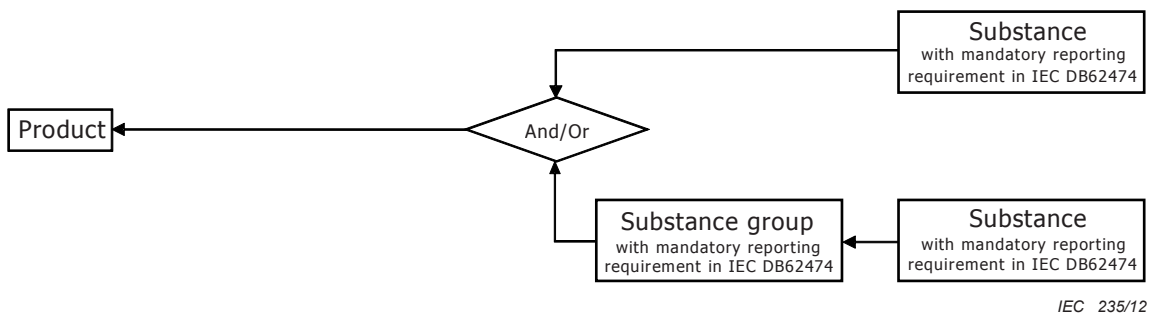 Substance
with mandatory reporting
requirement in IEC DB62474
Product
And/Or
Substance group
with mandatory reporting
requirement in IEC DB62474
Substance
with mandatory reporting
requirement in IEC DB62474
IEC 235/12